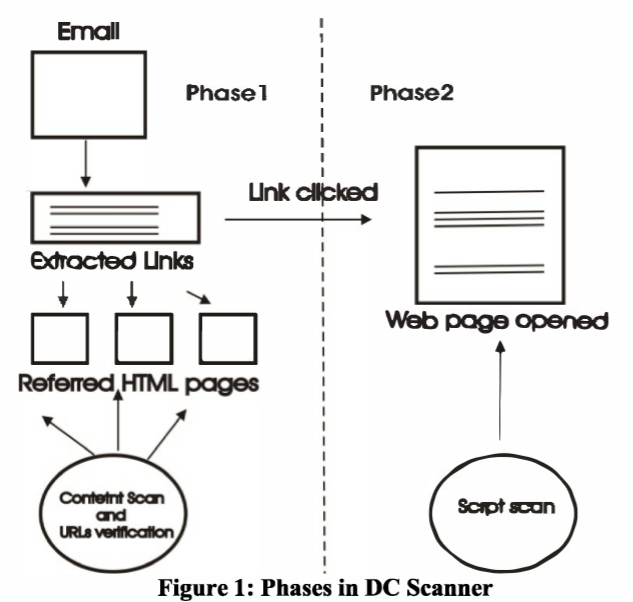 Email
Phase1
Phase2
Link clicked
Extracted Links
Web page opened
Referred HTML pages
Contetnt Scan
and
URLs verification
Scrpt scan
Figure 1: Phases in DC Scanner